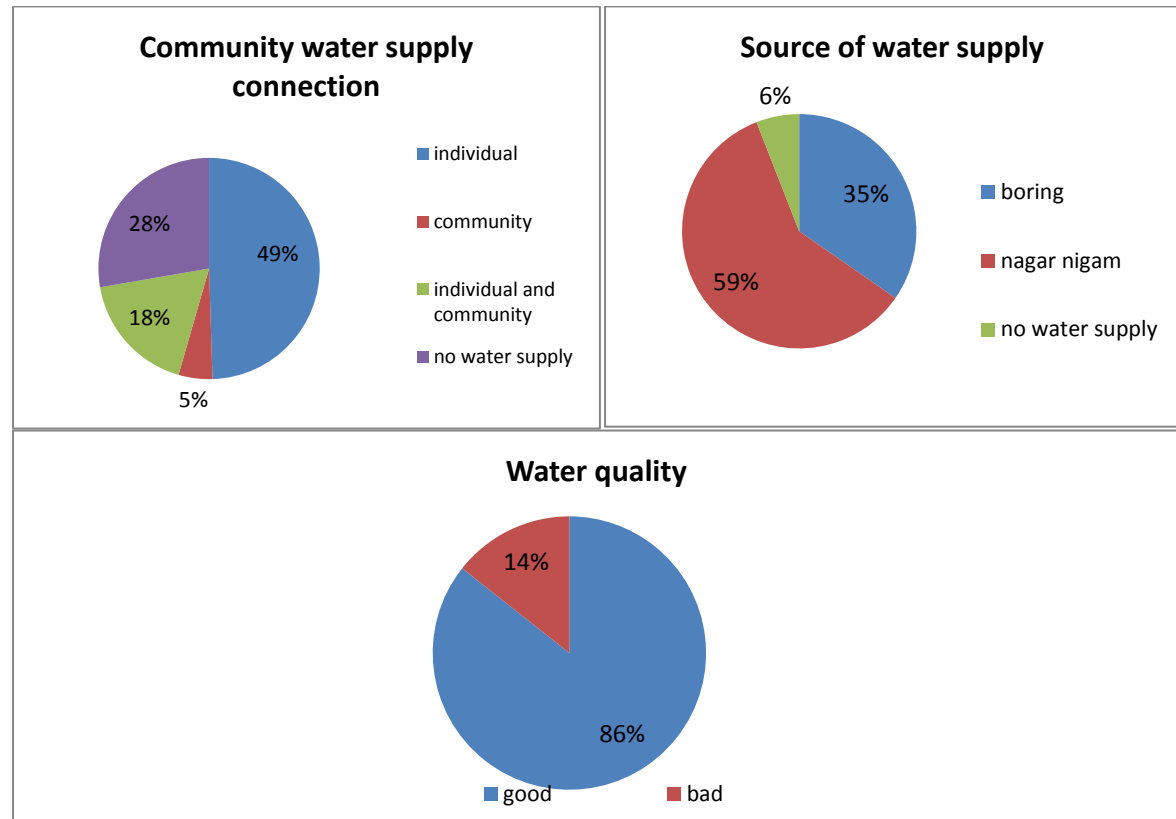 Community water supply
connection
28%
49%
18%
5%
individual
community
individual and
community
no water supply
Source of water supply
6%
35%
59%
boring
nagar nigam
no water supply
Water quality
14%
86%
good
bad